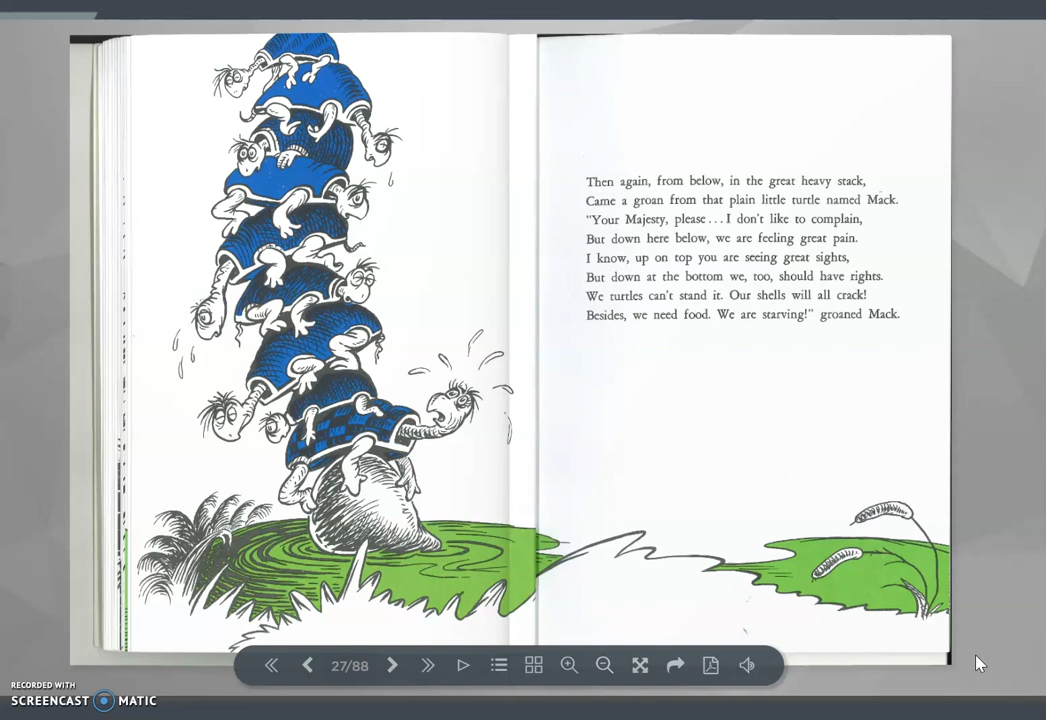 Then again, from below, in the great heavy stack,
Came a groan from that plain little turtle named Mack.
"Your Majesty, please . . . I don't like to complain,
But down here below, we are feeling great pain.
I know, up on top you are seeing great sights,
But down at the bottom we, too, should have rights.
We turtles can't stand it. Our shells will all crack!
Besides, we need food. We are starving!" groaned Mack.
27/88
RECORDED WITH
SCREENCAST MATIC